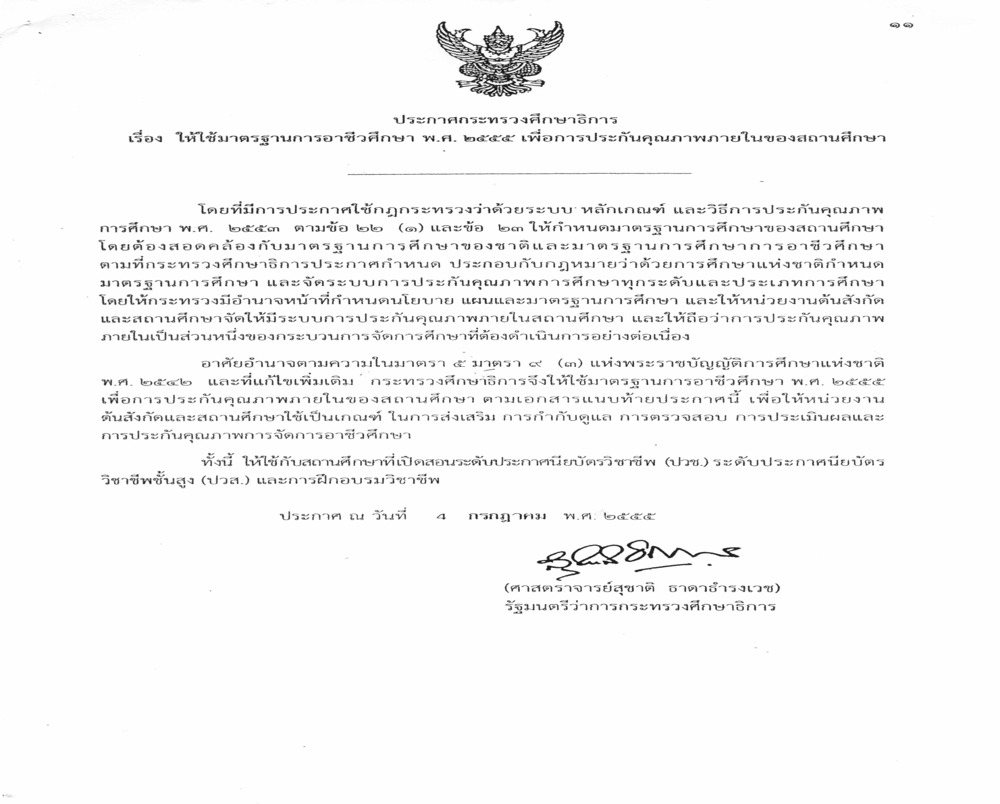 ๑๑
ประกาศกระทรวงศึกษาธิการ
เรื่อง ให้ใช้มาตรฐานการอาชีวศึกษา พ.ศ. ๒๕๕๕ เพื่อการประกันคุณภาพภายในของสถานศึกษา
โดยที่มีการประกาศใช้กฎกระทรวงว่าด้วยระบบ หลักเกณฑ์ และวิธีการประกันคุณภาพ
การศึกษา พ.ศ. ๒๕๕๓ ตามข้อ ๒๒ (๑) และข้อ ๒๓ ให้กำหนดมาตรฐานการศึกษาของสถานศึกษา
โดยต้องสอดคล้องกับมาตรฐานการศึกษาของชาติและมาตรฐานการศึกษาการอาชีวศึกษา
ตามที่กระทรวงศึกษาธิการประกาศกำหนด ประกอบกับกฎหมายว่าด้วยการศึกษาแห่งชาติกำหนด
มาตรฐานการศึกษา และจัดระบบการประกันคุณภาพการศึกษาทุกระดับและประเภทการศึกษา
โดยให้กระทรวงมีอำนาจหน้าที่กำหนดนโยบาย แผนและมาตรฐานการศึกษา และให้หน่วยงานต้นสังกัด
และสถานศึกษาจัดให้มีระบบการประกันคุณภาพภายในสถานศึกษา และให้ถือว่าการประกันคุณภาพ
ภายในเป็นส่วนหนึ่งของกระบวนการจัดการศึกษาที่ต้องดำเนินการอย่างต่อเนื่อง
อาศัยอำนาจตามความในมาตรา ๕ มาตรา ๙ (๓) แห่งพระราชบัญญัติการศึกษาแห่งชาติ
พ.ศ. ๒๕๔๒ และที่แก้ไขเพิ่มเติม กระทรวงศึกษาธิการจึงให้ใช้มาตรฐานการอาชีวศึกษา พ.ศ. ๒๕๕๕
เพื่อการประกันคุณภาพภายในของสถานศึกษา ตามเอกสารแนบท้ายประกาศนี้ เพื่อให้หน่วยงาน
ต้นสังกัดและสถานศึกษาใช้เป็นเกณฑ์ ในการส่งเสริม การกำกับดูแล การตรวจสอบ การประเมินผลและ
การประกันคุณภาพการจัดการอาชีวศึกษา
ทั้งนี้ ให้ใช้กับสถานศึกษาที่เปิดสอนระดับประกาศนียบัตรวิชาชีพ (ปวช.) ระดับประกาศนียบัตร
วิชาชีพชั้นสูง (ปวส.) และการฝึกอบรมวิชาชีพ
ประกาศ ณ วันที่ 4 กรกฎาคม พ.ศ. ๒๕๕๕
(ศาสตราจารย์สุชาติ ธาดาธำรงเวช)
รัฐมนตรีว่าการกระทรวงศึกษาธิการ